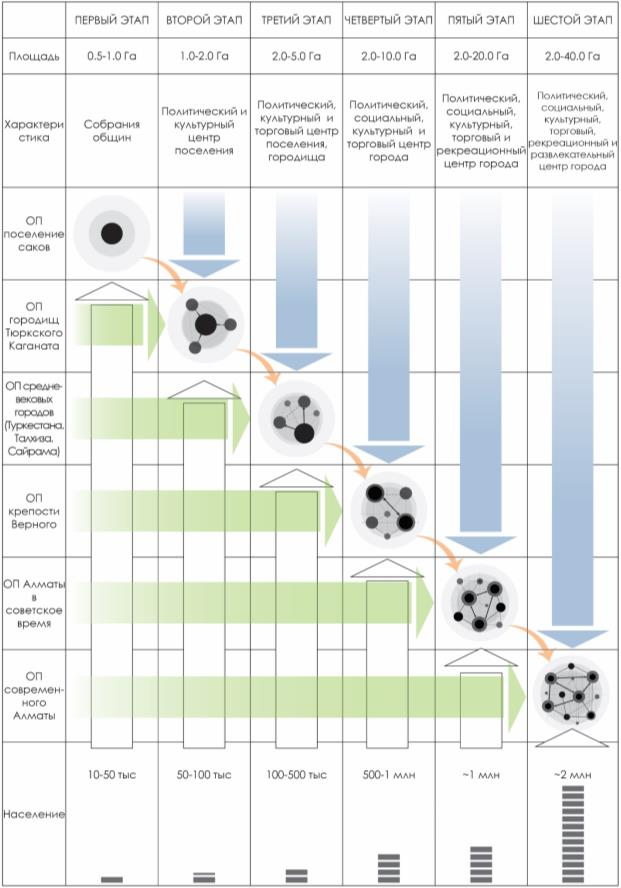 ПЕРВЫЙ ЭТАП
ВТОРОЙ ЭТАП
ТРЕТИЙ ЭТАП
ЧЕТВЕРТЫЙ ЭТАП
ПЯТЫЙ ЭТАП
ШЕСТОЙ ЭТАП
Площадь
0.5-1.0 Га
1.0-2.0 Га
2.0-5.0 Га
2.0-10.0 Га
2.0-20.0 Га
2.0-40.0 Га
Характери
стика
Собрания
общин
Политический и
культурный
центр
поселения
Политический,
культурный и
торговый центр
поселения,
городища
Политический,
социальный,
культурный и
торговый центр
города
Политический,
социальный,
культурный,
торговый и
рекреационный
центр города
Политический,
социальный,
культурный,
торговый,
рекреационный и
развлекательный
центр города
ОП
поселение
саков
ОП
городищ
Тюркского
Каганата
ОП средне-
вековых
городов
(Туркестана,
Талхиза,
Сайрама)
ОП
крепости
Верного
ОП Алматы
в
советское
время
ОП
современ-
ного
Алматы
Население
10-50 тыс
50-100 тыс
100-500 тыс
500-1 млн
~1 млн
~2 млн